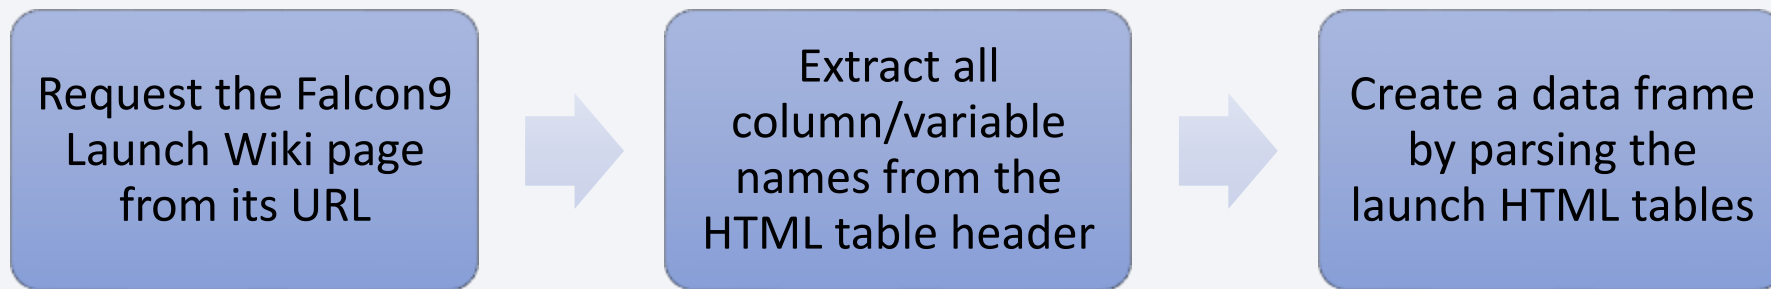 Request the Falcon9
Launch Wiki page
from its URL
Extract all
column/variable
names from the
HTML table header
Create a data frame
by parsing the
launch HTML tables